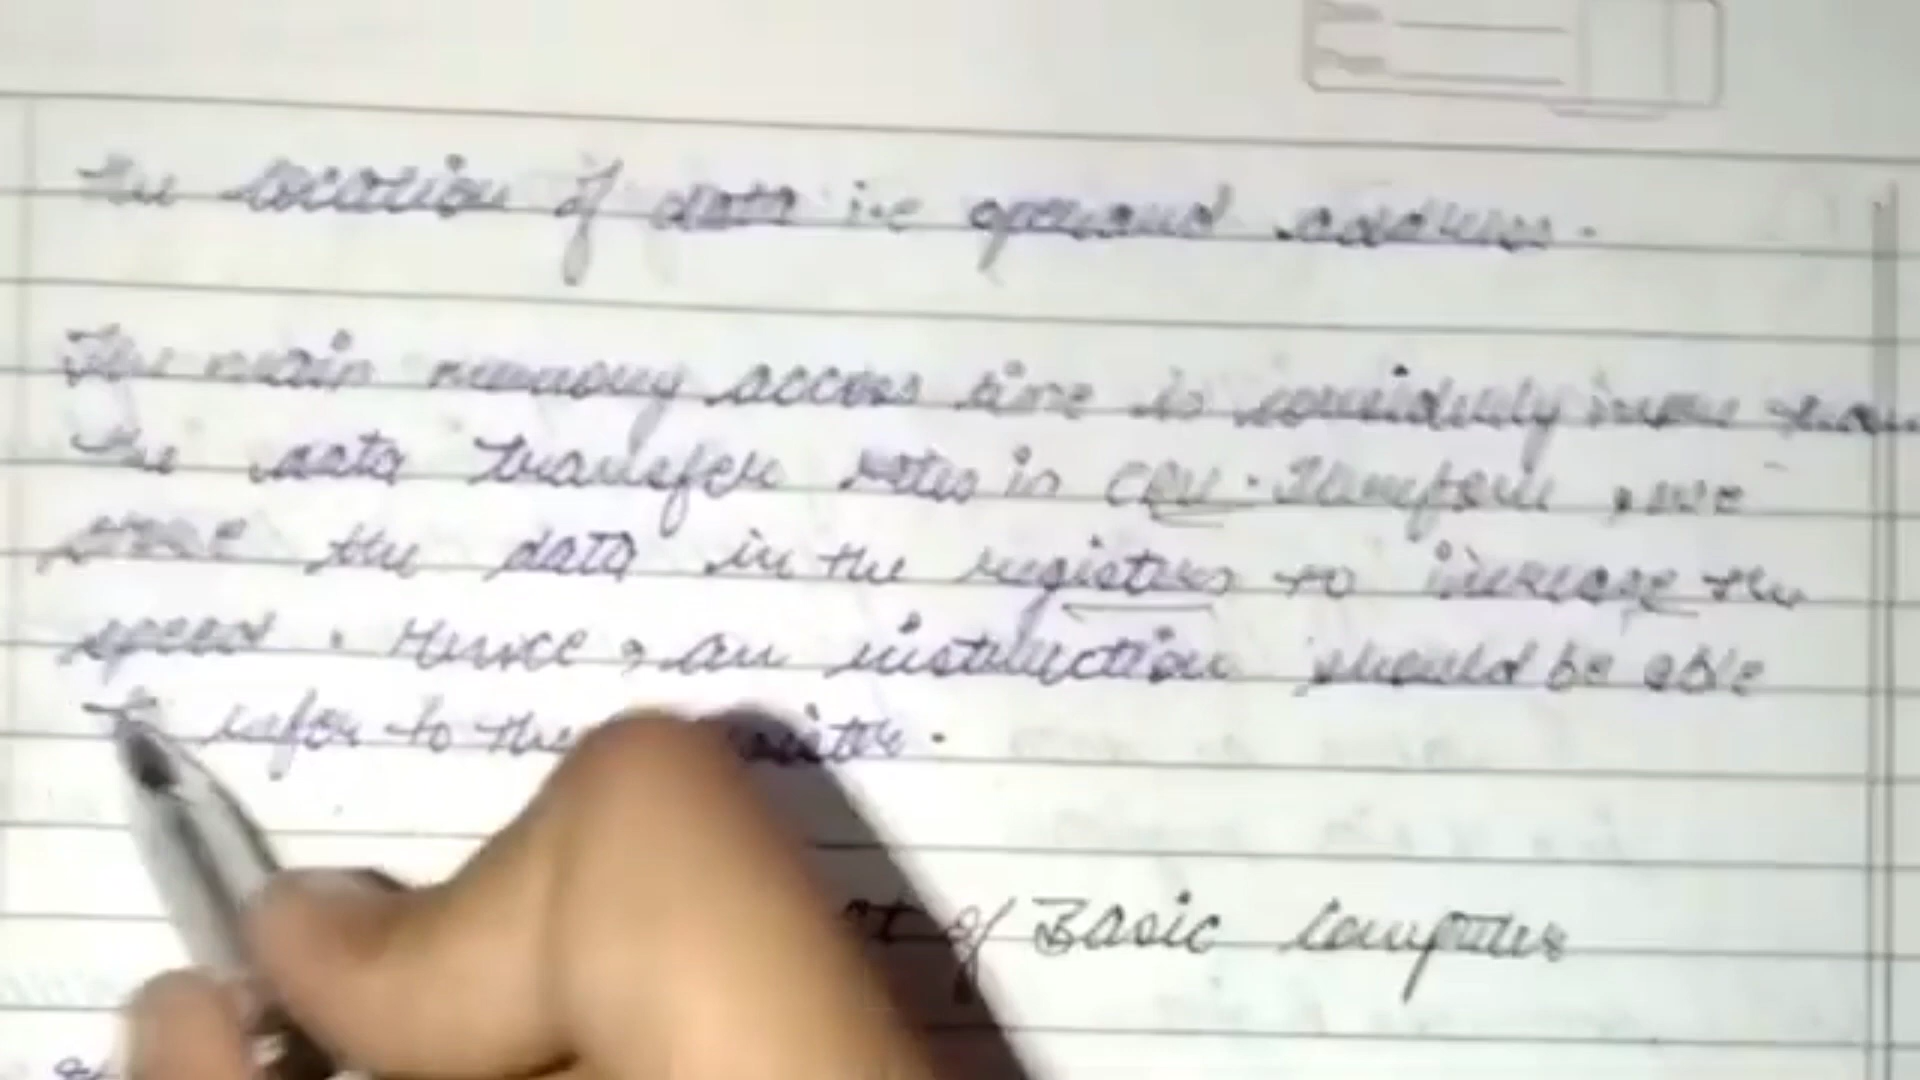 the location of data i.e operand address.
The main memory access time is considerly more than
the data transfer rates in CPU. Therefore, we
store the data in the registers to increase the
speed. Hence, an instruction should be able
to refer to the
of Basic Computer